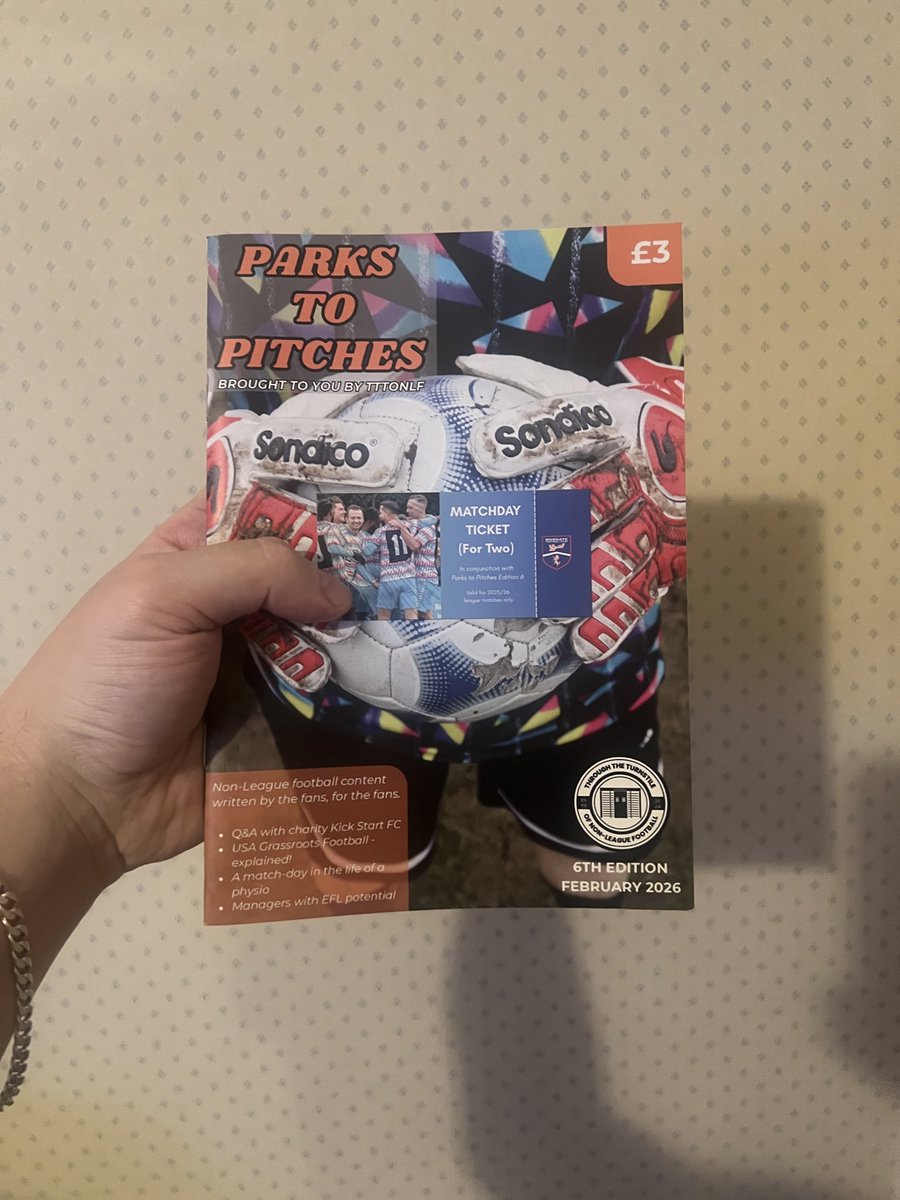 PARKS
TO
PITCHES
BROUGHT TO YOU BY TTTONLF
£3
Sondico®
Sondico
11
MATCHDAY
TICKET
(For Two)
In conjunction with
Parks to Pitches Edition 6
Valid for 2025/26
league matches only
MARGATE
Non-League football content
written by the fans, for the fans.
• Q&A with charity Kick Start FC
• USA Grassroots Football -
explained!
• A match-day in the life of a
physio
• Managers with EFL potential
THROUGH THE TURNSTILE
OF NON-LEAGUE FOOTBALL
6TH EDITION
FEBRUARY 2026